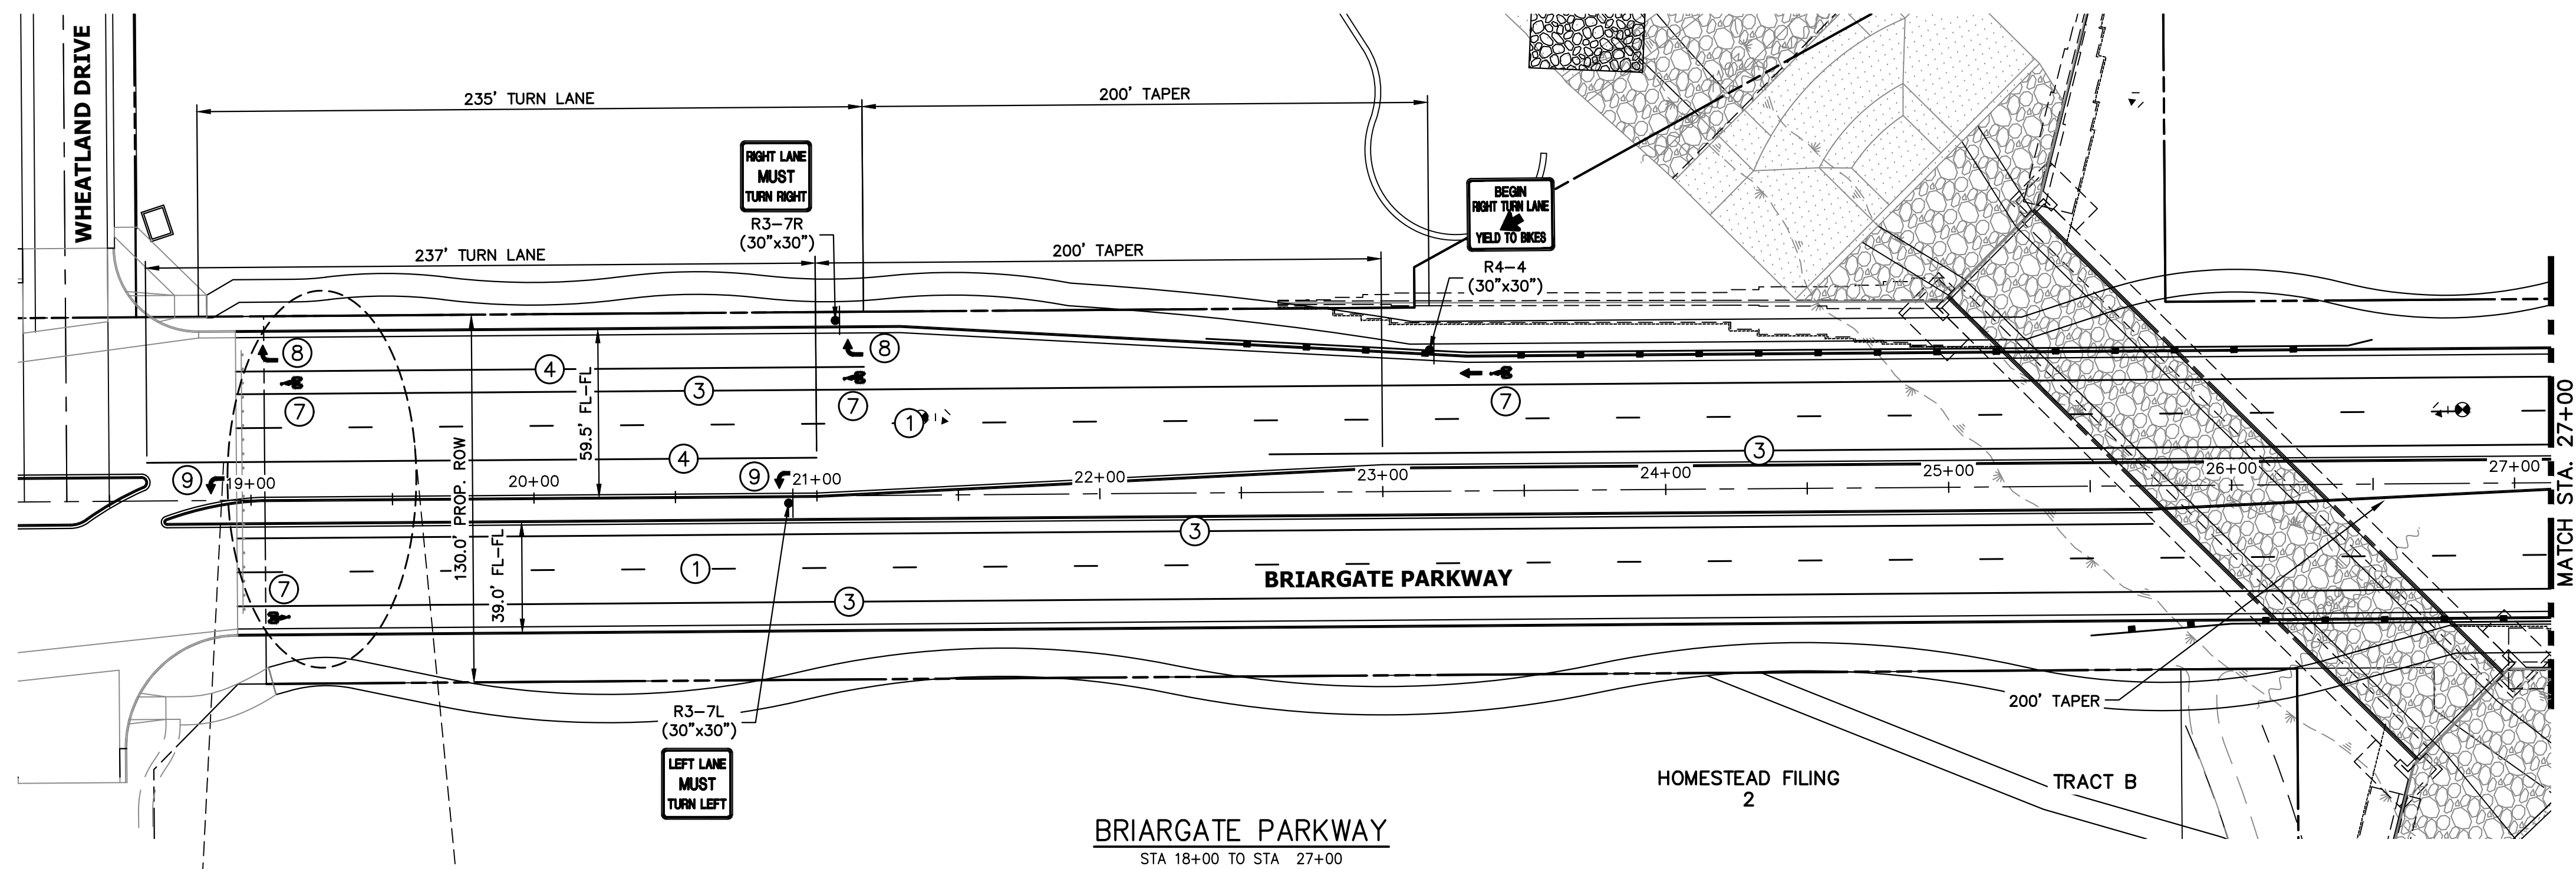 WHEATLAND DRIVE
235' TURN LANE
200' TAPER
RIGHT LANE
MUST
TURN RIGHT
R3-7R
(30"x30")
BEGIN
RIGHT TURN LANE
YIELD TO BIKES
R4-4
(30"x30")
237' TURN LANE
200' TAPER
8
8
4
3
7
7
7
1
59.5' FL-FL
130.0' PROP. ROW
4
3
9
9
19+00
20+00
21+00
22+00
23+00
24+00
25+00
26+00
27+00
MATCH STA. 27+00
3
1
BRIARGATE PARKWAY
39.0' FL-FL
7
3
200' TAPER
R3-7L
(30"x30")
LEFT LANE
MUST
TURN LEFT
HOMESTEAD FILING
2
TRACT B
BRIARGATE PARKWAY
STA 18+00 TO STA 27+00